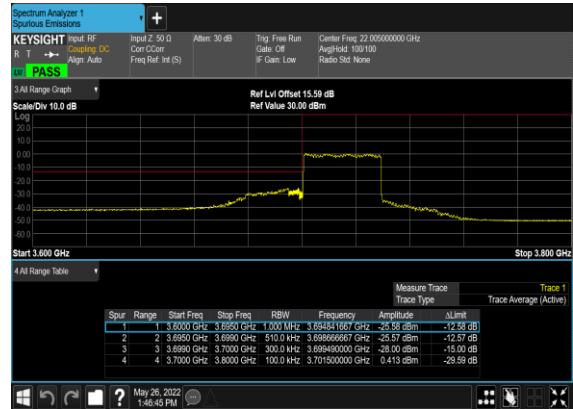 Spectrum Analyzer 1
Spurious Emissions
+
KEYSIGHT Input: RF Input Z: 50 Ω Atten: 30 dB Trig: Free Run Center Freq: 22.005000000 GHz
R T Coupling: DC Corr CCorr Gate: Off Avg|Hold: 100/100
Align: Auto Freq Ref: Int (S) IF Gain: Low Radio Std: None
PASS
3 All Range Graph
Ref Lvl Offset 15.59 dB
Scale/Div 10.0 dB Ref Value 30.00 dBm
Log
20.0
10.0
0.00
-10.0
-20.0
-30.0
-40.0
-50.0
-60.0
Start 3.600 GHz Stop 3.800 GHz
4 All Range Table
Measure Trace Trace 1
Trace Type Trace Average (Active)
Spur Range Start Freq Stop Freq RBW Frequency Amplitude ΔLimit
1 1 3.6000 GHz 3.6950 GHz 1.000 MHz 3.694841667 GHz -25.58 dBm -12.58 dB
2 2 3.6950 GHz 3.6990 GHz 510.0 kHz 3.698666667 GHz -25.57 dBm -12.57 dB
3 3 3.6990 GHz 3.7000 GHz 300.0 kHz 3.699490000 GHz -28.00 dBm -15.00 dB
4 4 3.7000 GHz 3.8000 GHz 100.0 kHz 3.701500000 GHz 0.413 dBm -29.59 dB
? May 26, 2022
1:46:45 PM